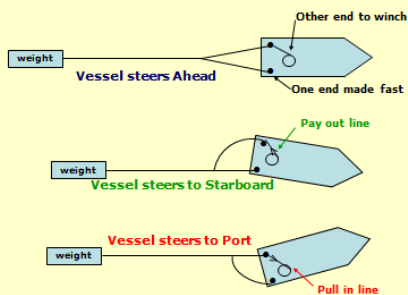 Other end to winch
weight
Vessel steers Ahead
One end made fast
Pay out line
weight
Vessel steers to Starboard
Vessel steers to Port
weight
Pull in line